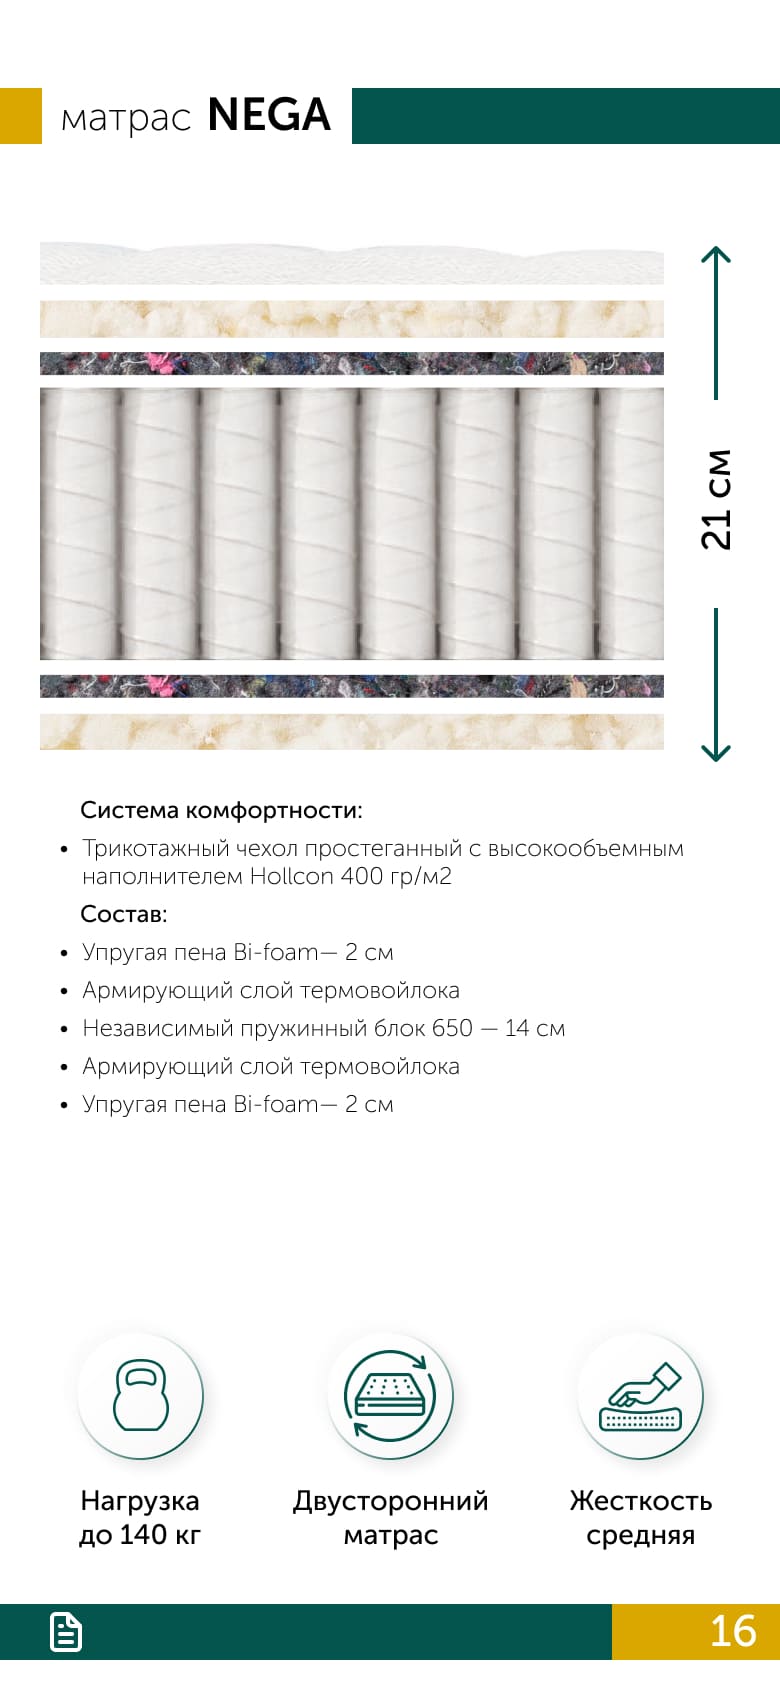 матрас NEGA
21 см
Система комфортности:
• Трикотажный чехол простеганный с высокообъемным
наполнителем Hollcon 400 гр/м2
Состав:
• Упругая пена Bi-foam— 2 см
• Армирующий слой термовойлока
• Независимый пружинный блок 650 — 14 см
• Армирующий слой термовойлока
• Упругая пена Bi-foam— 2 см
Нагрузка
до 140 кг
Двусторонний
матрас
Жесткость
средняя
16